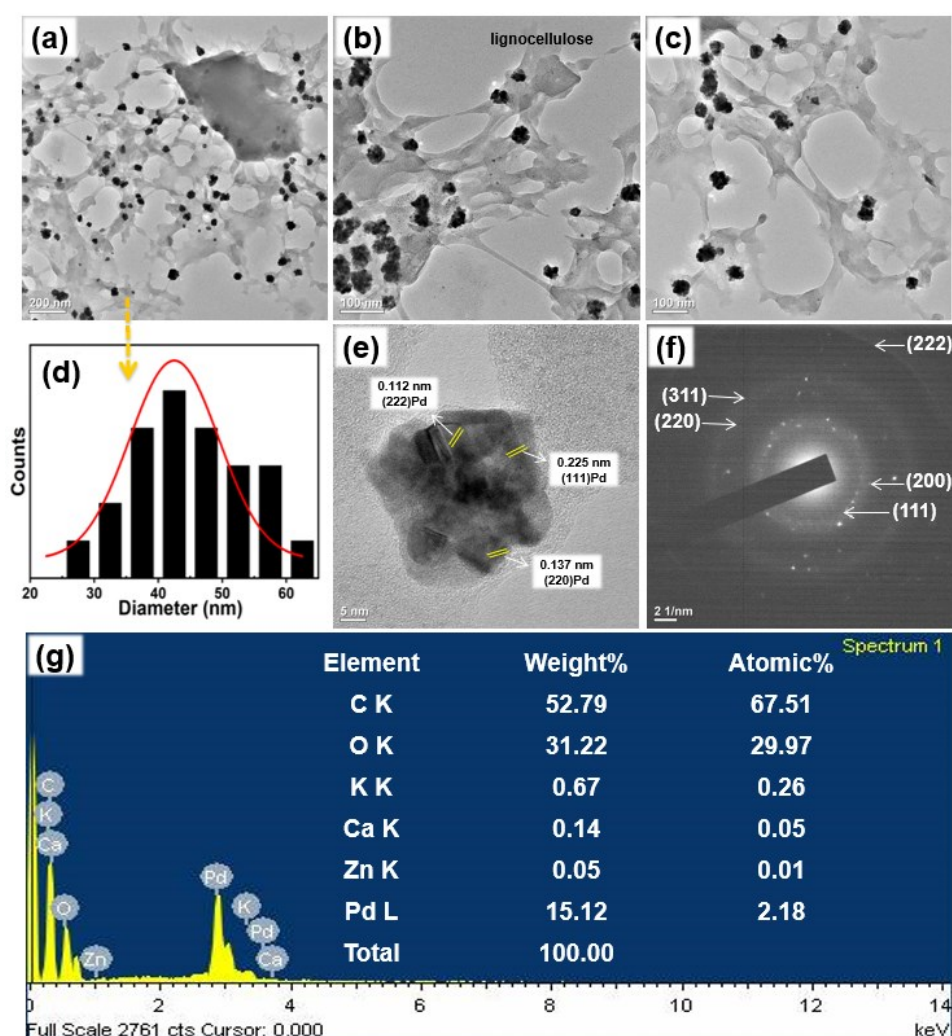 (a)
200 nm
(b)
lignocellulose
100 nm
(c)
100 nm
(d)
Counts
20 30 40 50 60
Diameter (nm)
(e)
0.112 nm
(222)Pd
0.225 nm
(111)Pd
0.137 nm
(220)Pd
5 nm
(f)
(222)
(311)
(220)
(200)
(111)
2 1/nm
(g)
Spectrum 1
Element Weight% Atomic%
C K 52.79 67.51
O K 31.22 29.97
K K 0.67 0.26
Ca K 0.14 0.05
Zn K 0.05 0.01
Pd L 15.12 2.18
Total 100.00
C
K
Ca
O
Zn
Pd
K
Pd
Ca
0 2 4 6 8 10 12 14
Full Scale 2761 cts Cursor: 0.000 keV